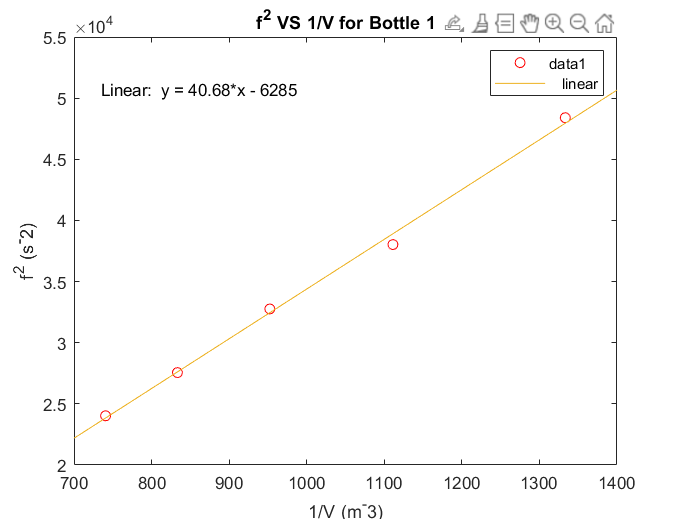 ×10⁴
f² VS 1/V for Bottle 1
5.5
5
4.5
4
3.5
3
2.5
2
data1
linear
Linear: y = 40.68*x - 6285
f² (s⁻2)
700 800 900 1000 1100 1200 1300 1400
1/V (m⁻3)